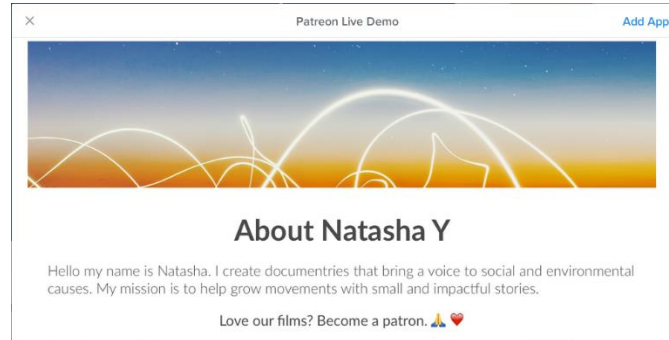 Patreon Live Demo
Add App
About Natasha Y
Hello my name is Natasha. I create documentries that bring a voice to social and environmental
causes. My mission is to help grow movements with small and impactful stories.
Love our films? Become a patron. 🙏 ❤️